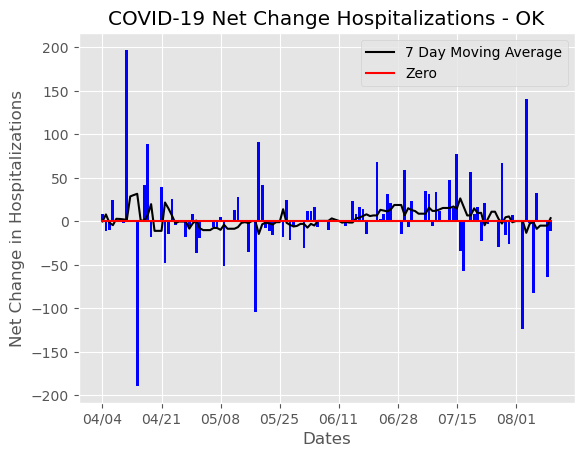 COVID-19 Net Change Hospitalizations - OK
7 Day Moving Average
Zero
Net Change in Hospitalizations
200
150
100
50
0
−50
−100
−150
−200
04/04 04/21 05/08 05/25 06/11 06/28 07/15 08/01
Dates